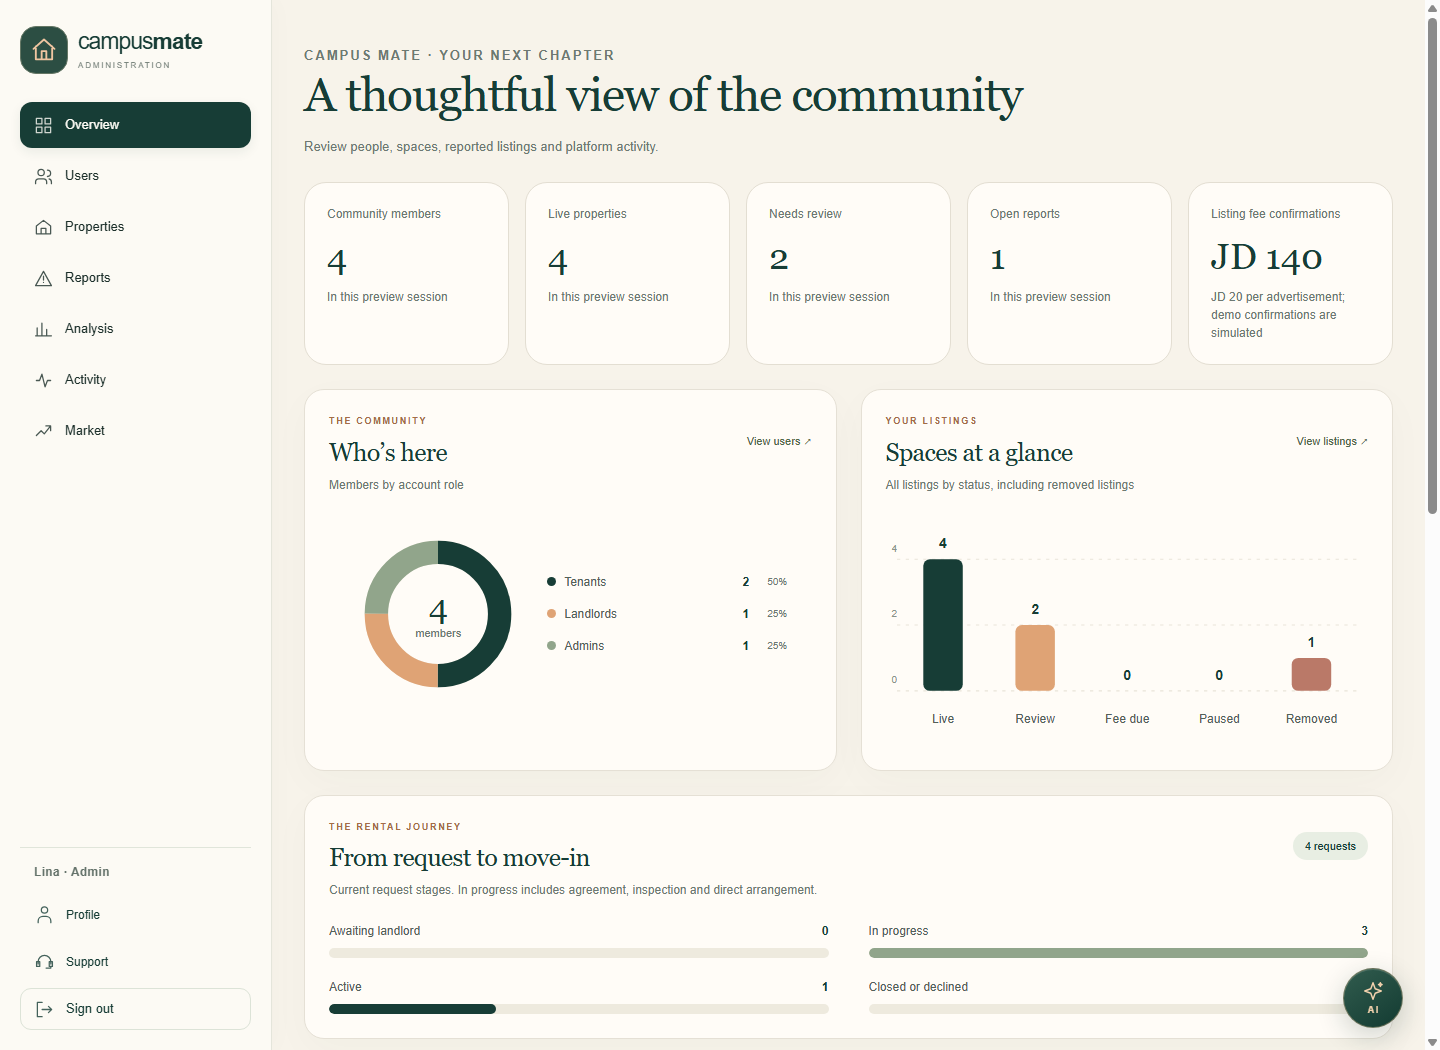 campusmate
ADMINISTRATION
Overview
Users
Properties
Reports
Analysis
Activity
Market
Lina · Admin
Profile
Support
Sign out
CAMPUS MATE · YOUR NEXT CHAPTER
A thoughtful view of the community
Review people, spaces, reported listings and platform activity.
Community members
4
In this preview session
Live properties
4
In this preview session
Needs review
2
In this preview session
Open reports
1
In this preview session
Listing fee confirmations
JD 140
JD 20 per advertisement;
demo confirmations are
simulated
THE COMMUNITY
Who’s here
Members by account role
View users ↗
4
members
Tenants 2 50%
Landlords 1 25%
Admins 1 25%
YOUR LISTINGS
Spaces at a glance
All listings by status, including removed listings
View listings ↗
4
2
0
4
2
0
0
1
Live
Review
Fee due
Paused
Removed
THE RENTAL JOURNEY
From request to move-in
Current request stages. In progress includes agreement, inspection and direct arrangement.
4 requests
Awaiting landlord 0
In progress 3
Active 1
Closed or declined
AI